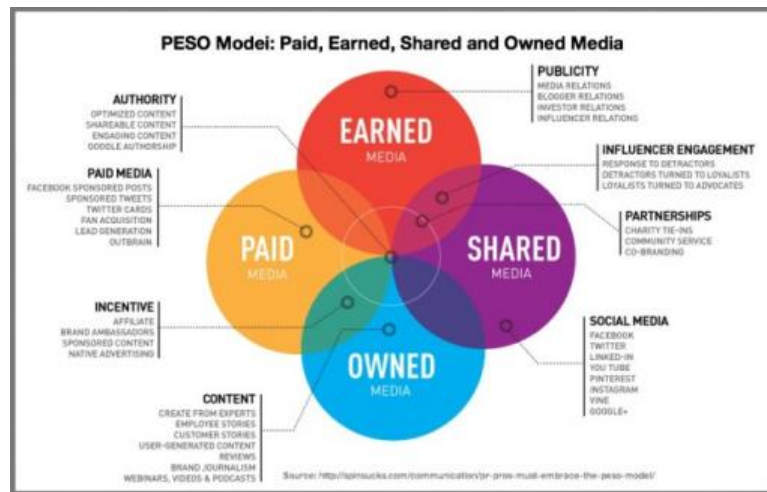 PESO Model: Paid, Earned, Shared and Owned Media
PUBLICITY
MEDIA RELATIONS
BLOGGER RELATIONS
INVESTOR RELATIONS
INFLUENCER RELATIONS
AUTHORITY
OPTIMIZED CONTENT
SHAREABLE CONTENT
ENGAGING CONTENT
GOOGLE AUTHORSHIP
EARNED
MEDIA
INFLUENCER ENGAGEMENT
RESPONSE TO DETRACTORS
DETRACTORS TURNED TO LOYALISTS
LOYALISTS TURNED TO ADVOCATES
PAID MEDIA
FACEBOOK SPONSORED POSTS
SPONSORED TWEETS
TWITTER CARDS
FAN ACQUISITION
LEAD GENERATION
OUTBRAIN
PARTNERSHIPS
CHARITY TIE-INS
COMMUNITY SERVICE
CO-BRANDING
PAID
MEDIA
SHARED
MEDIA
INCENTIVE
AFFILIATE
BRAND AMBASSADORS
SPONSORED CONTENT
NATIVE ADVERTISING
SOCIAL MEDIA
FACEBOOK
TWITTER
LINKED-IN
YOU TUBE
PINTEREST
INSTAGRAM
VINE
GOOGLE+
OWNED
MEDIA
CONTENT
CREATE FROM EXPERTS
EMPLOYEE STORIES
CUSTOMER STORIES
USER-GENERATED CONTENT
REVIEWS
BRAND JOURNALISM
WEBINARS, VIDEOS & PODCASTS
Source: http://spinsucks.com/communication/pr-pros-must-embrace-the-peso-model/